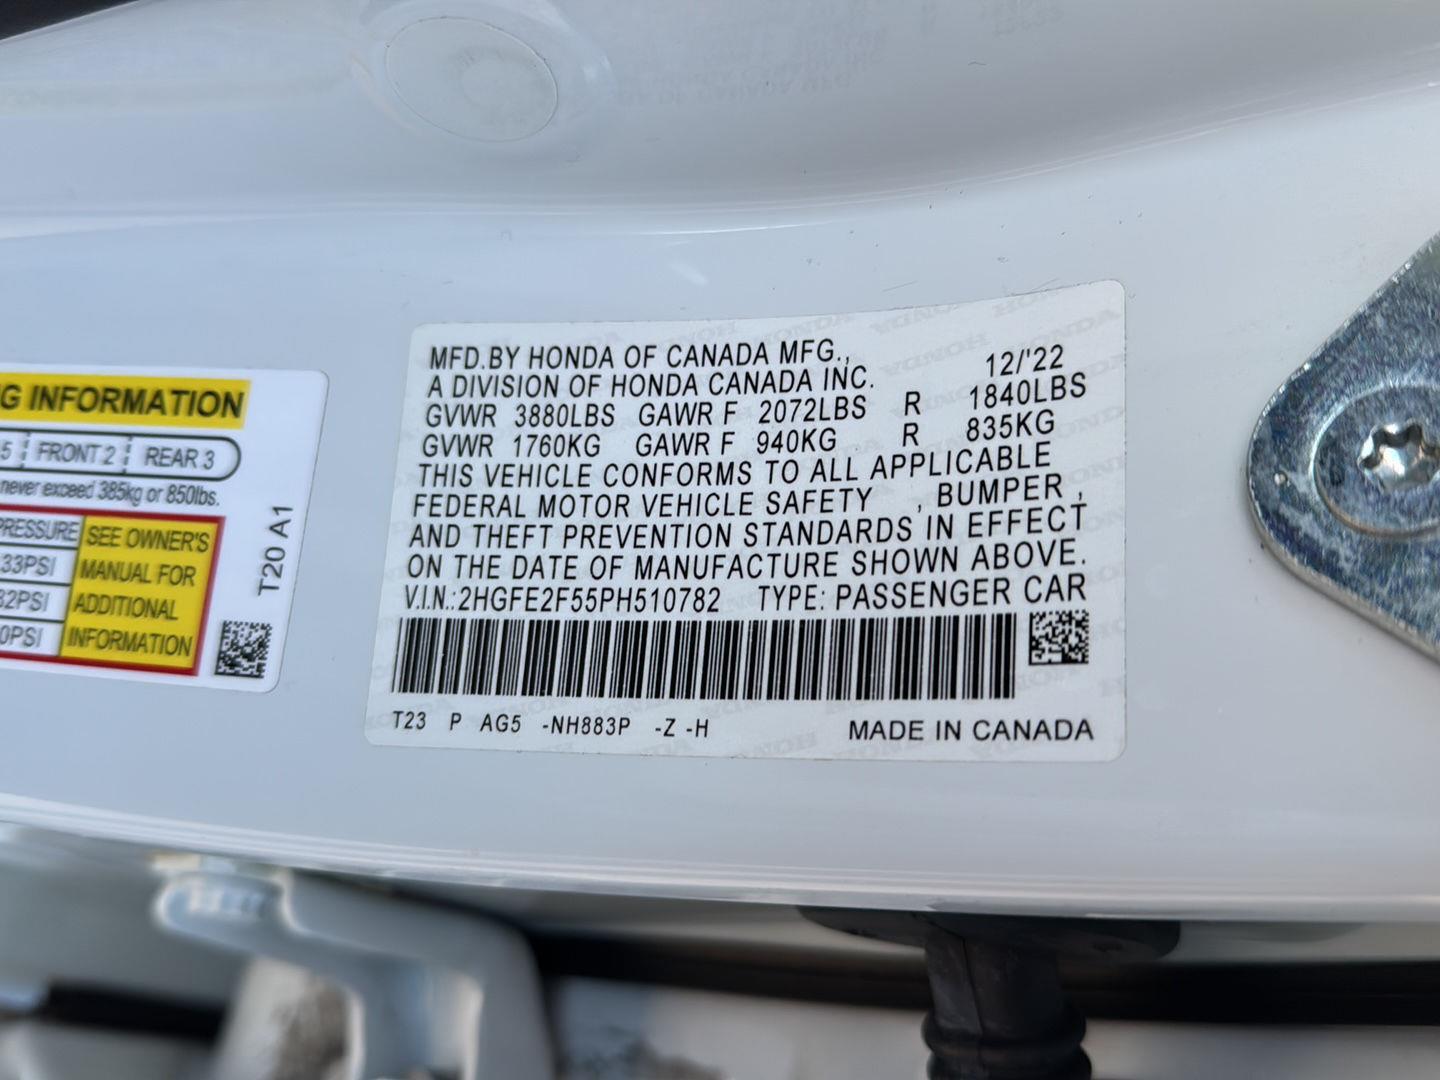 MFD.BY HONDA OF CANADA MFG., 12/'22
A DIVISION OF HONDA CANADA INC.
GVWR 3880LBS GAWR F 2072LBS R 1840LBS
GVWR 1760KG GAWR F 940KG R 835KG
THIS VEHICLE CONFORMS TO ALL APPLICABLE
FEDERAL MOTOR VEHICLE SAFETY , BUMPER ,
AND THEFT PREVENTION STANDARDS IN EFFECT
ON THE DATE OF MANUFACTURE SHOWN ABOVE.
V.I.N.:2HGFE2F55PH510782 TYPE: PASSENGER CAR
T23 P AG5 -NH883P -Z -H MADE IN CANADA
G INFORMATION
5 FRONT 2 REAR 3
never exceed 385kg or 850lbs.
PRESSURE SEE OWNER'S
33PSI MANUAL FOR
32PSI ADDITIONAL
0PSI INFORMATION
T20 A1